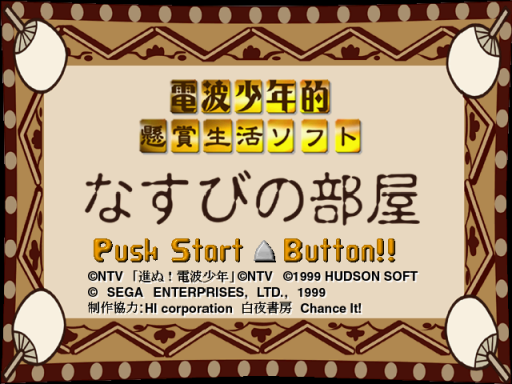 電波少年的
懸賞生活ソフト
なすびの部屋
Push Start Button!!
©NTV 「進ぬ!電波少年」©NTV ©1999 HUDSON SOFT
© SEGA ENTERPRISES, LTD., 1999
制作協力:HI corporation 白夜書房 Chance It!